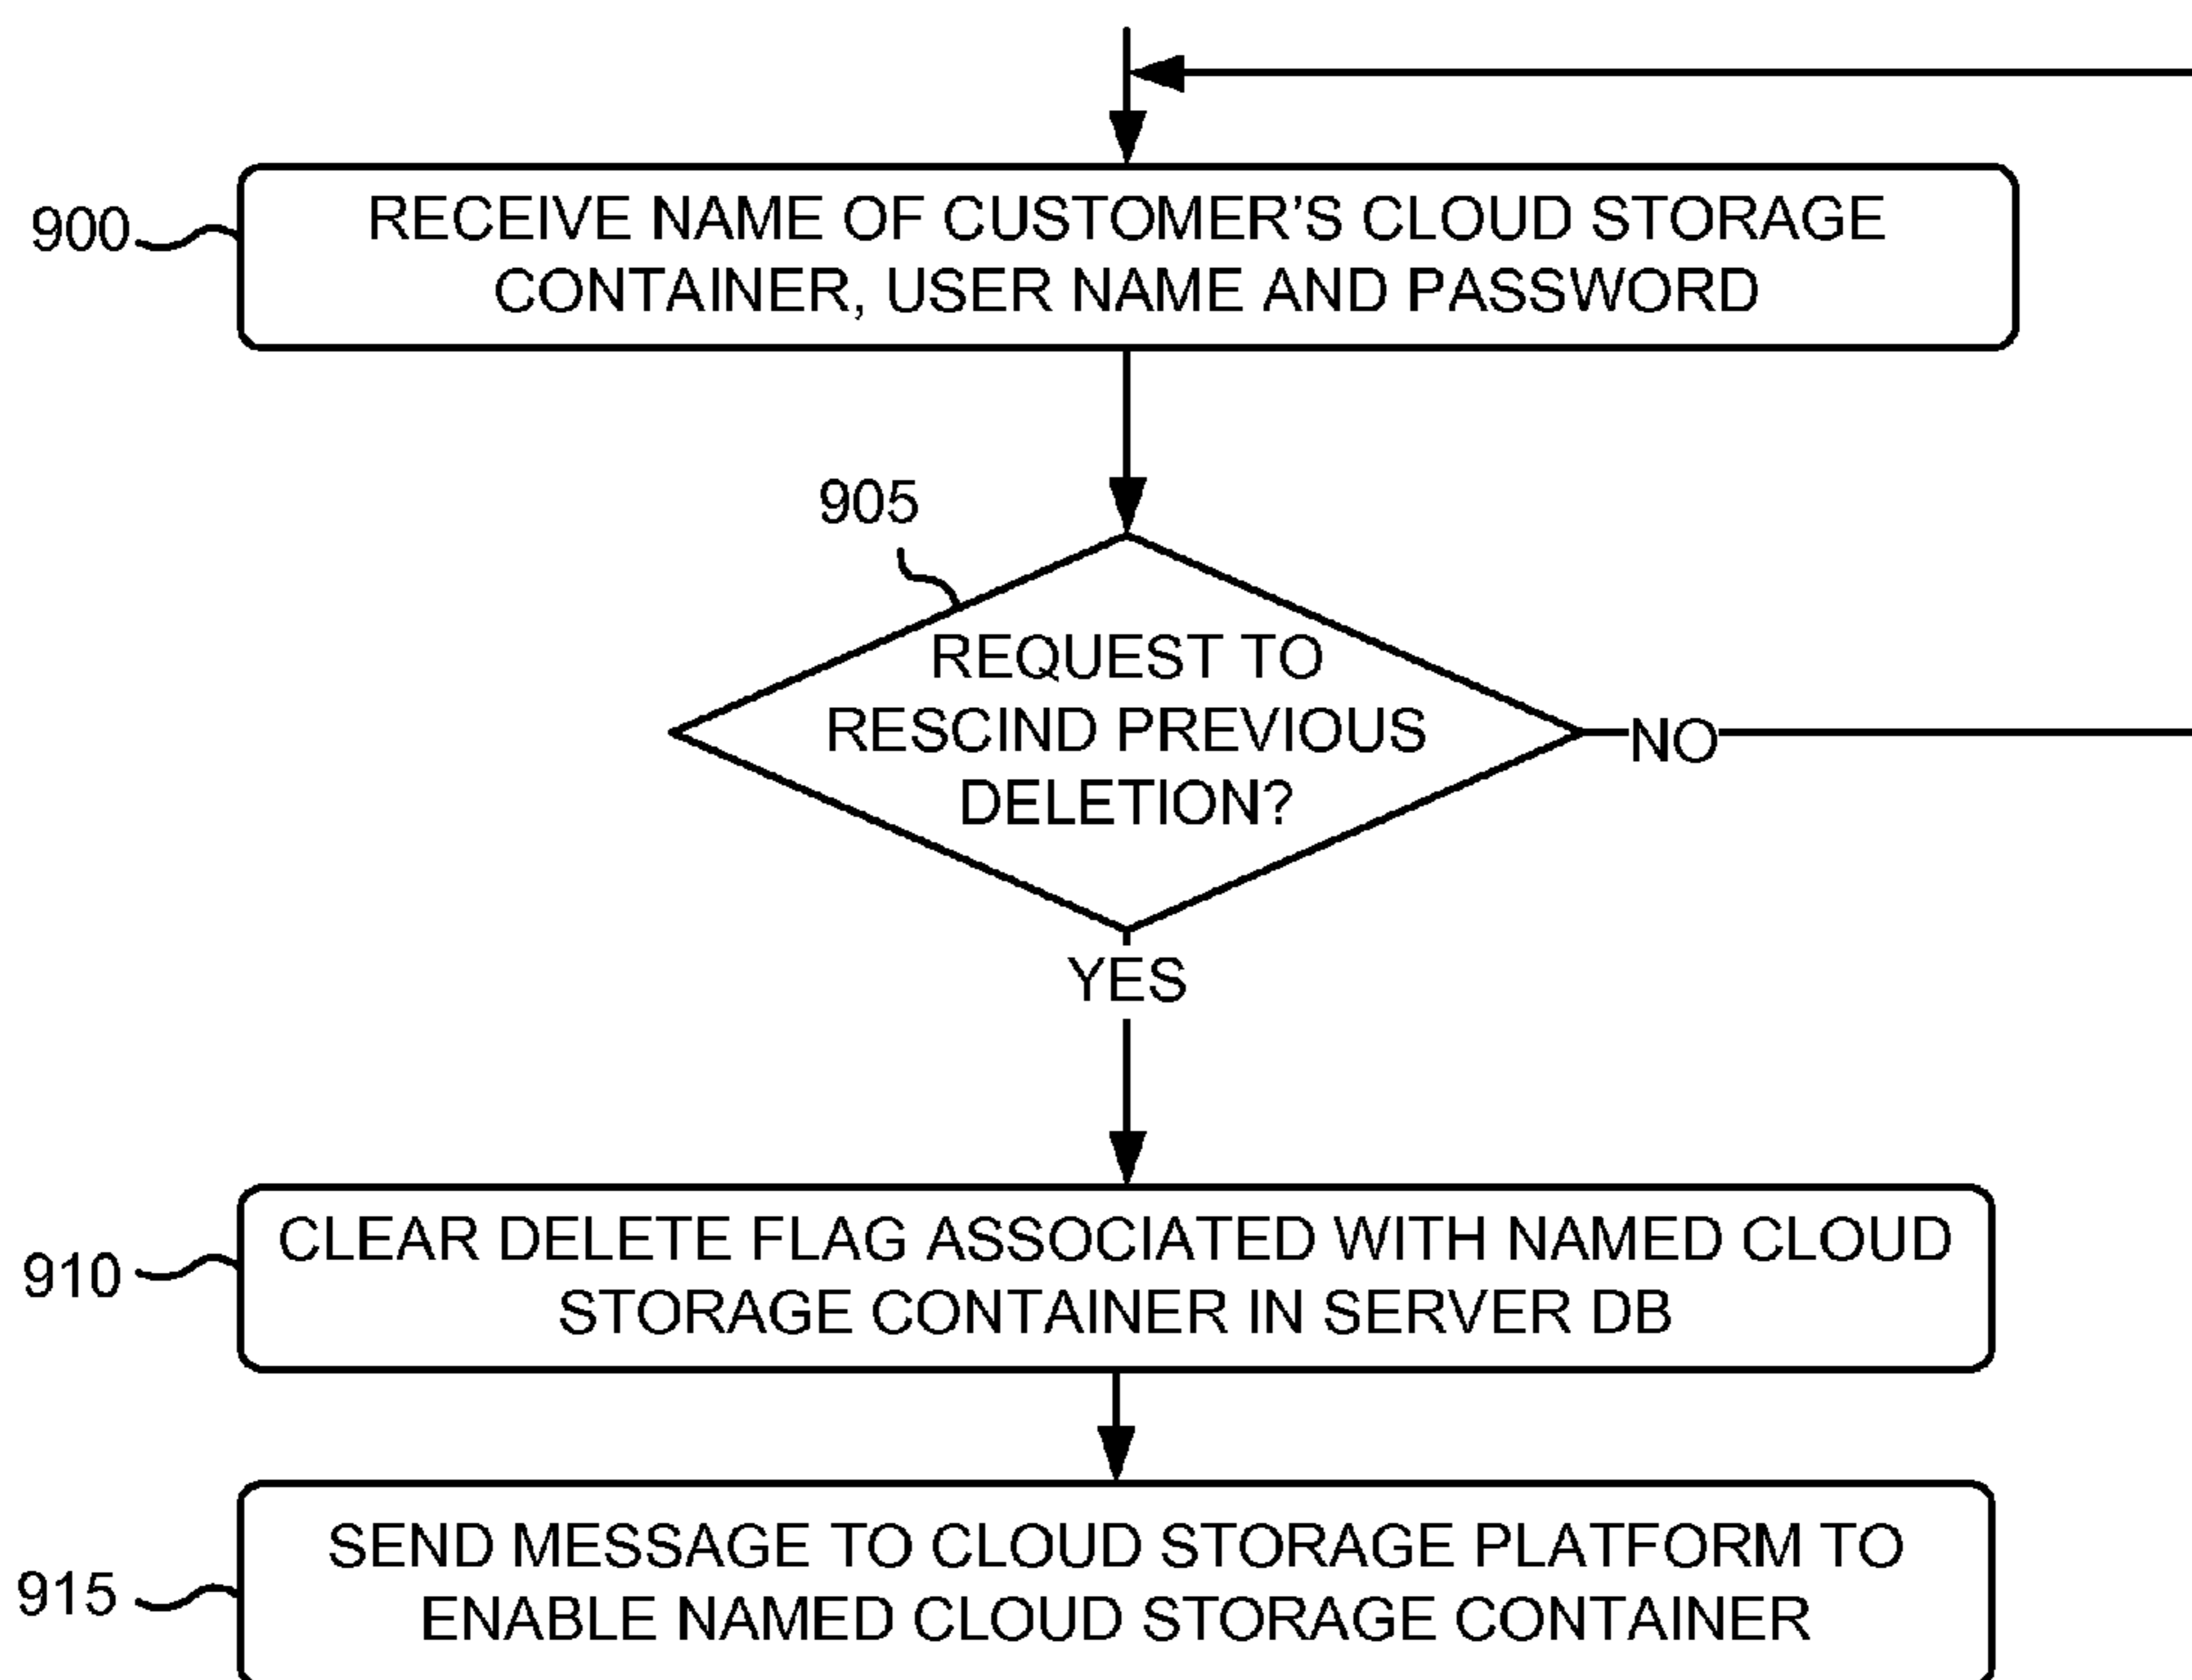 900
RECEIVE NAME OF CUSTOMER’S CLOUD STORAGE
CONTAINER, USER NAME AND PASSWORD
905
REQUEST TO
RESCIND PREVIOUS
DELETION?
NO
YES
910
CLEAR DELETE FLAG ASSOCIATED WITH NAMED CLOUD
STORAGE CONTAINER IN SERVER DB
915
SEND MESSAGE TO CLOUD STORAGE PLATFORM TO
ENABLE NAMED CLOUD STORAGE CONTAINER